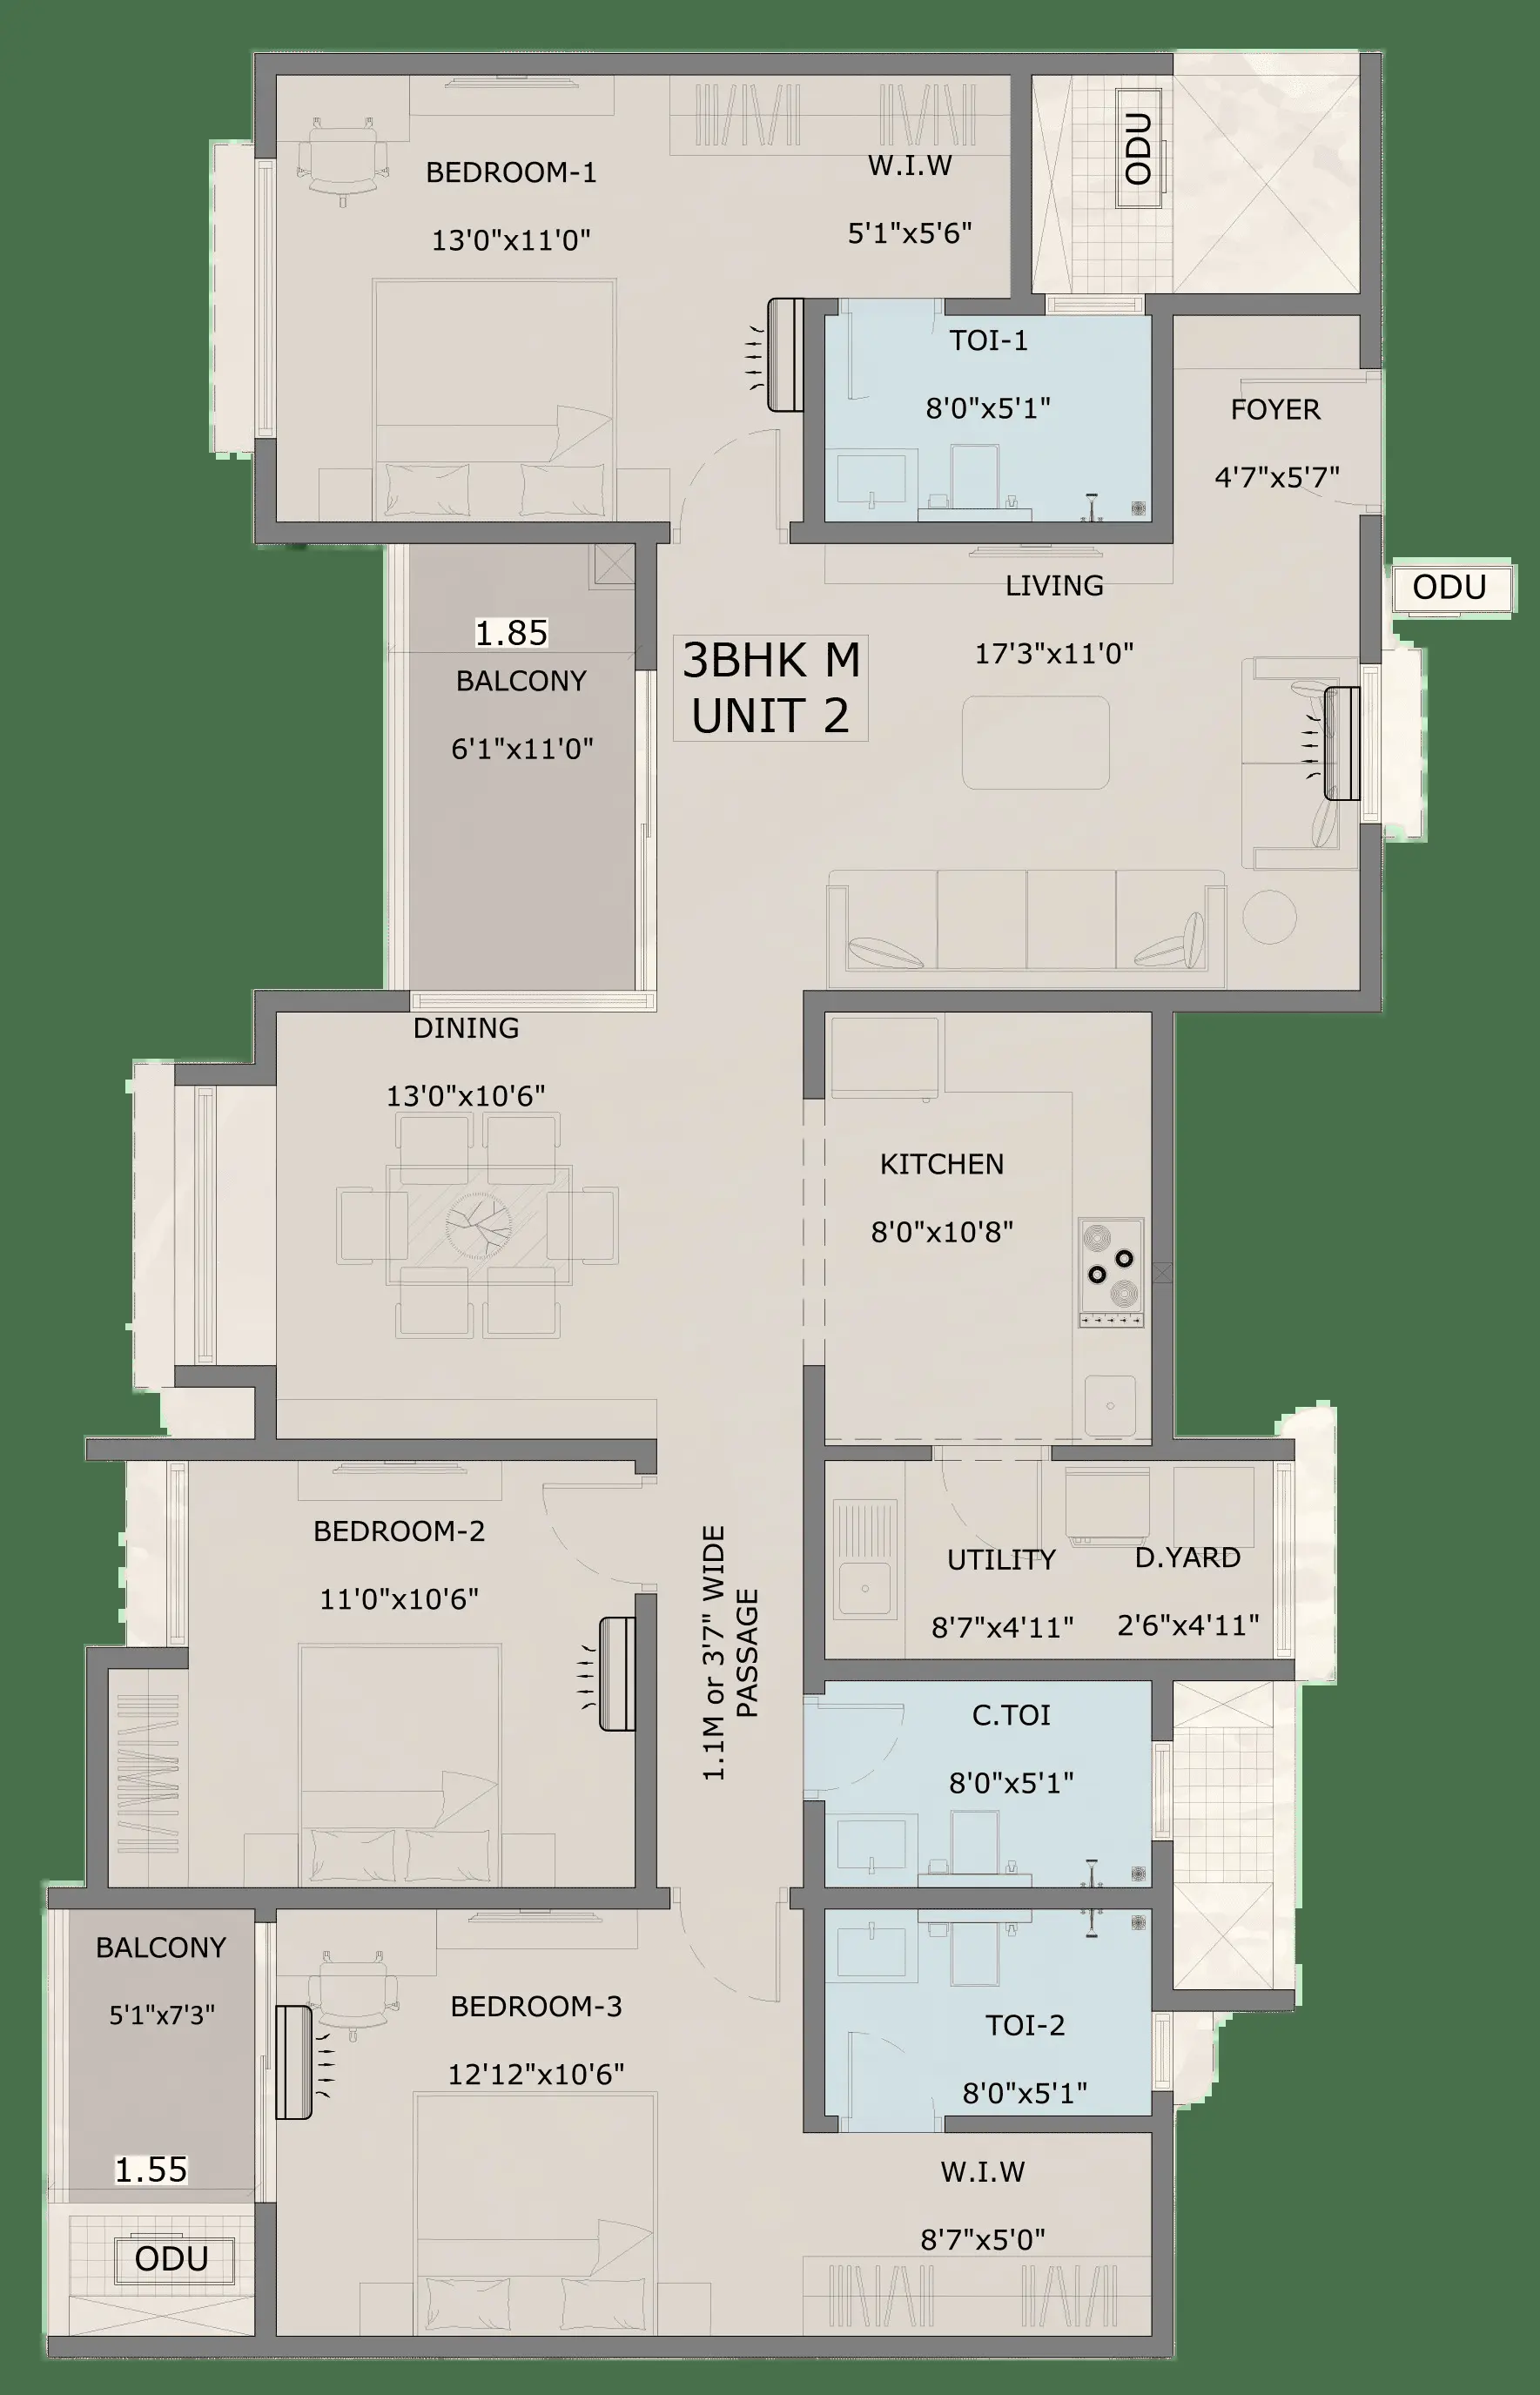 BEDROOM-1
13'0"x11'0"
W.I.W
5'1"x5'6"
ODU
TOI-1
8'0"x5'1"
FOYER
4'7"x5'7"
ODU
LIVING
17'3"x11'0"
1.85
BALCONY
6'1"x11'0"
3BHK M
UNIT 2
DINING
13'0"x10'6"
KITCHEN
8'0"x10'8"
BEDROOM-2
11'0"x10'6"
1.1M or 3'7" WIDE
PASSAGE
UTILITY
8'7"x4'11"
D.YARD
2'6"x4'11"
C.TOI
8'0"x5'1"
BALCONY
5'1"x7'3"
1.55
ODU
BEDROOM-3
12'12"x10'6"
TOI-2
8'0"x5'1"
W.I.W
8'7"x5'0"